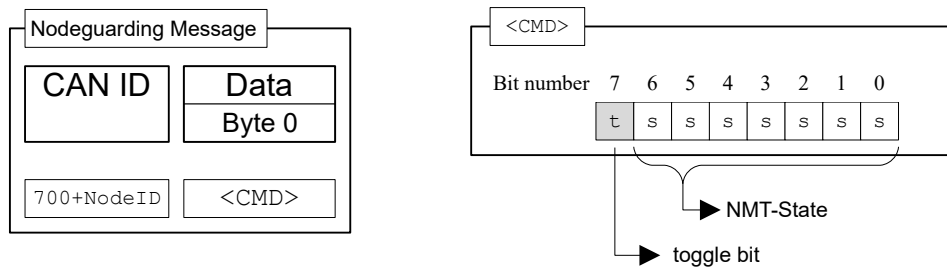 Nodeguarding Message
CAN ID
Data
Byte 0
700+NodeID
<CMD>
<CMD>
Bit number 7 6 5 4 3 2 1 0
t s s s s s s s
NMT-State
toggle bit